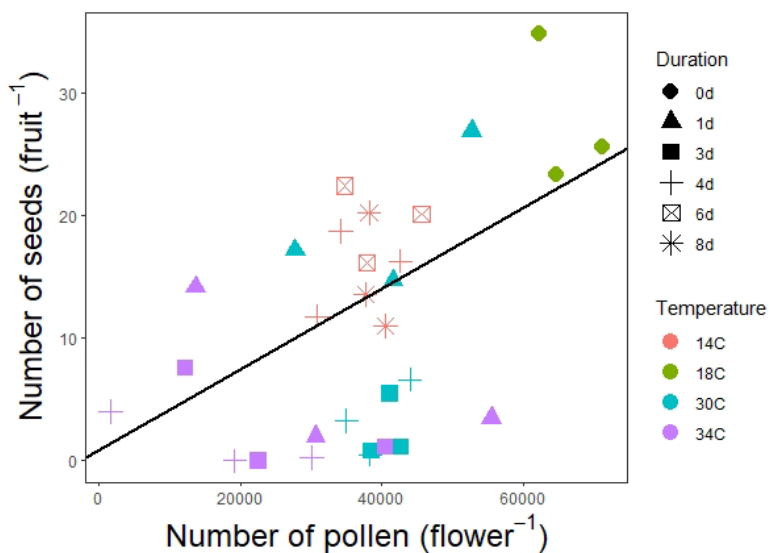 Number of seeds (fruit⁻¹)
30
20
10
0
0
20000
40000
60000
Number of pollen (flower⁻¹)
Duration
0d
1d
3d
4d
6d
8d
Temperature
14C
18C
30C
34C